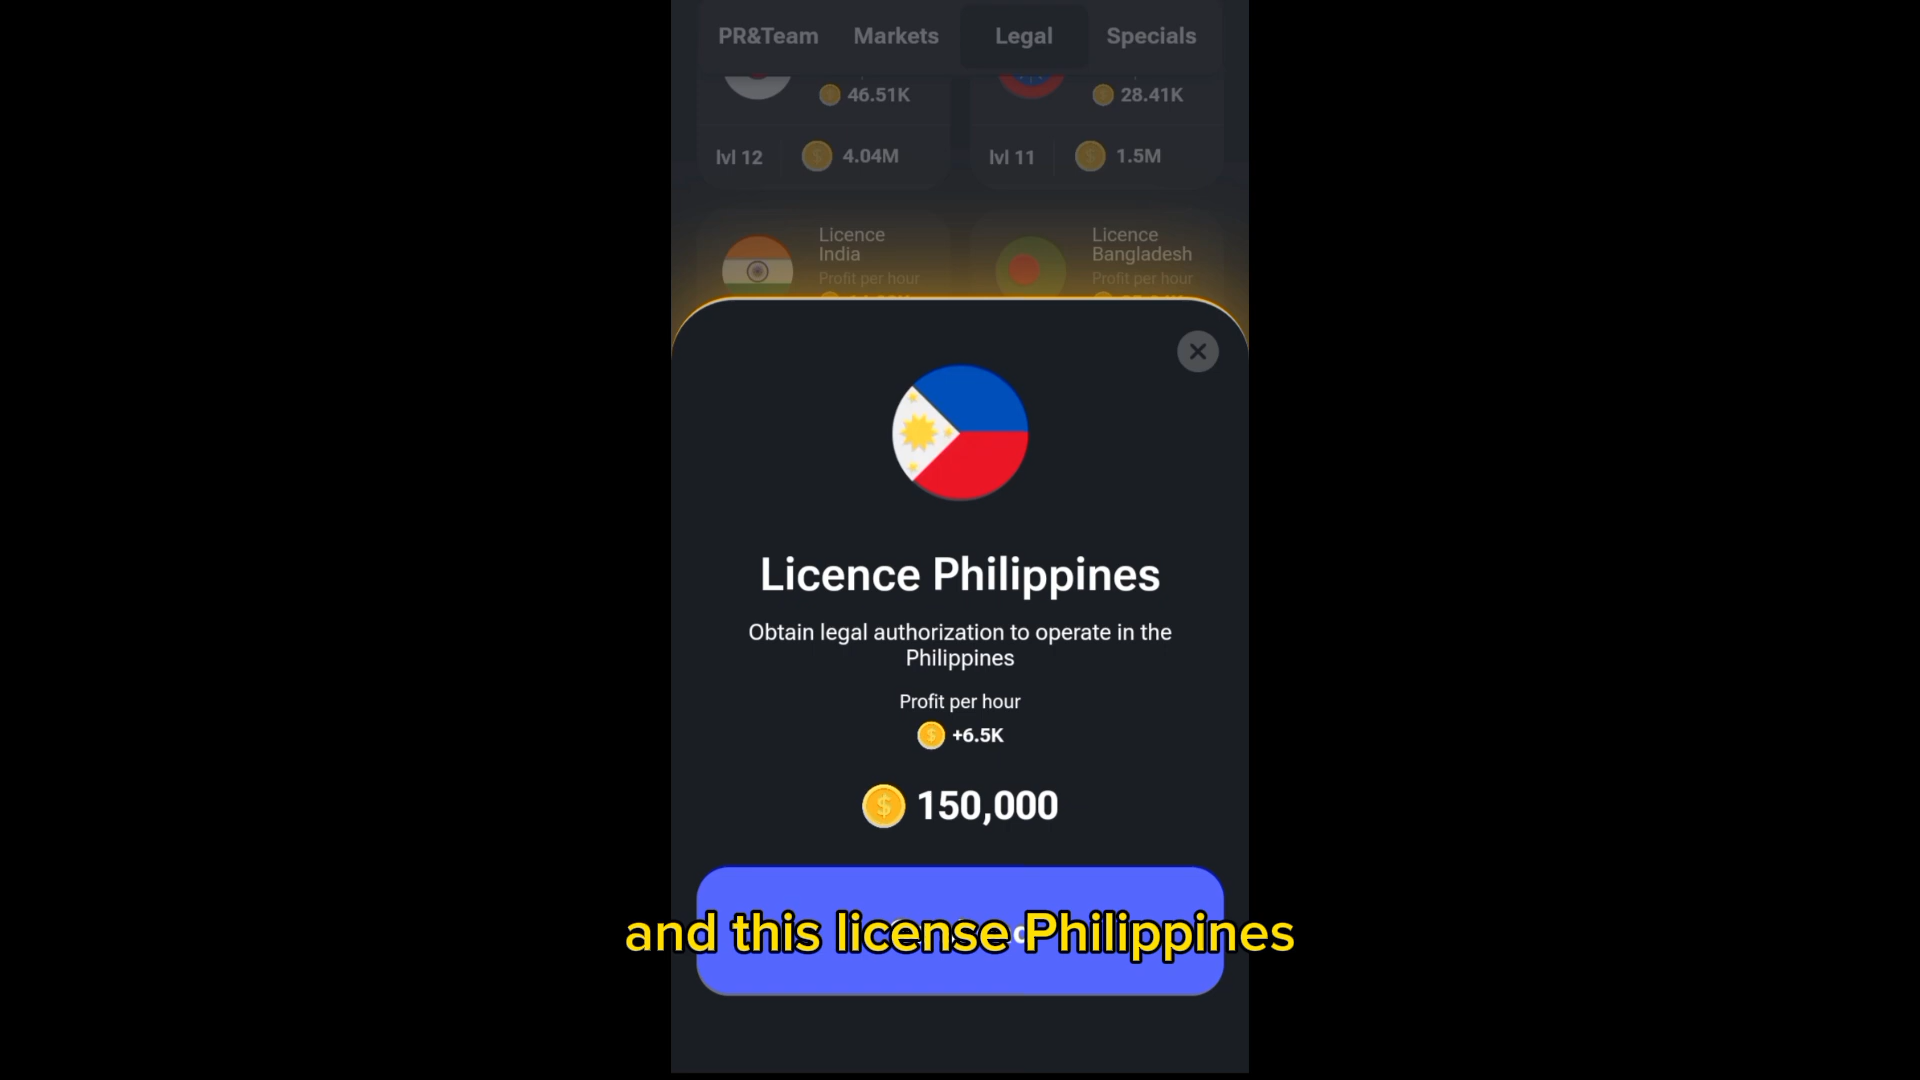 PR&Team Markets Legal Specials
46.51K 28.41K
lvl 12 4.04M lvl 11 1.5M
Licence India
Profit per hour
Licence Bangladesh
Profit per hour
Licence Philippines
Obtain legal authorization to operate in the
Philippines
Profit per hour
+6.5K
150,000
and this license Philippines